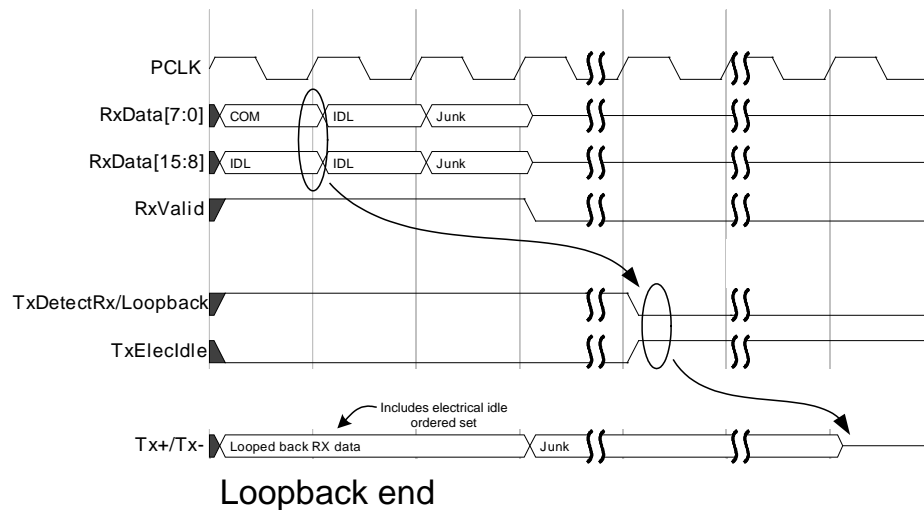 PCLK
RxData[7:0]
COM
IDL
Junk
RxData[15:8]
IDL
IDL
Junk
RxValid
TxDetectRx/Loopback
TxElecIdle
Includes electrical idle
ordered set
Tx+/Tx-
Looped back RX data
Junk
Loopback end